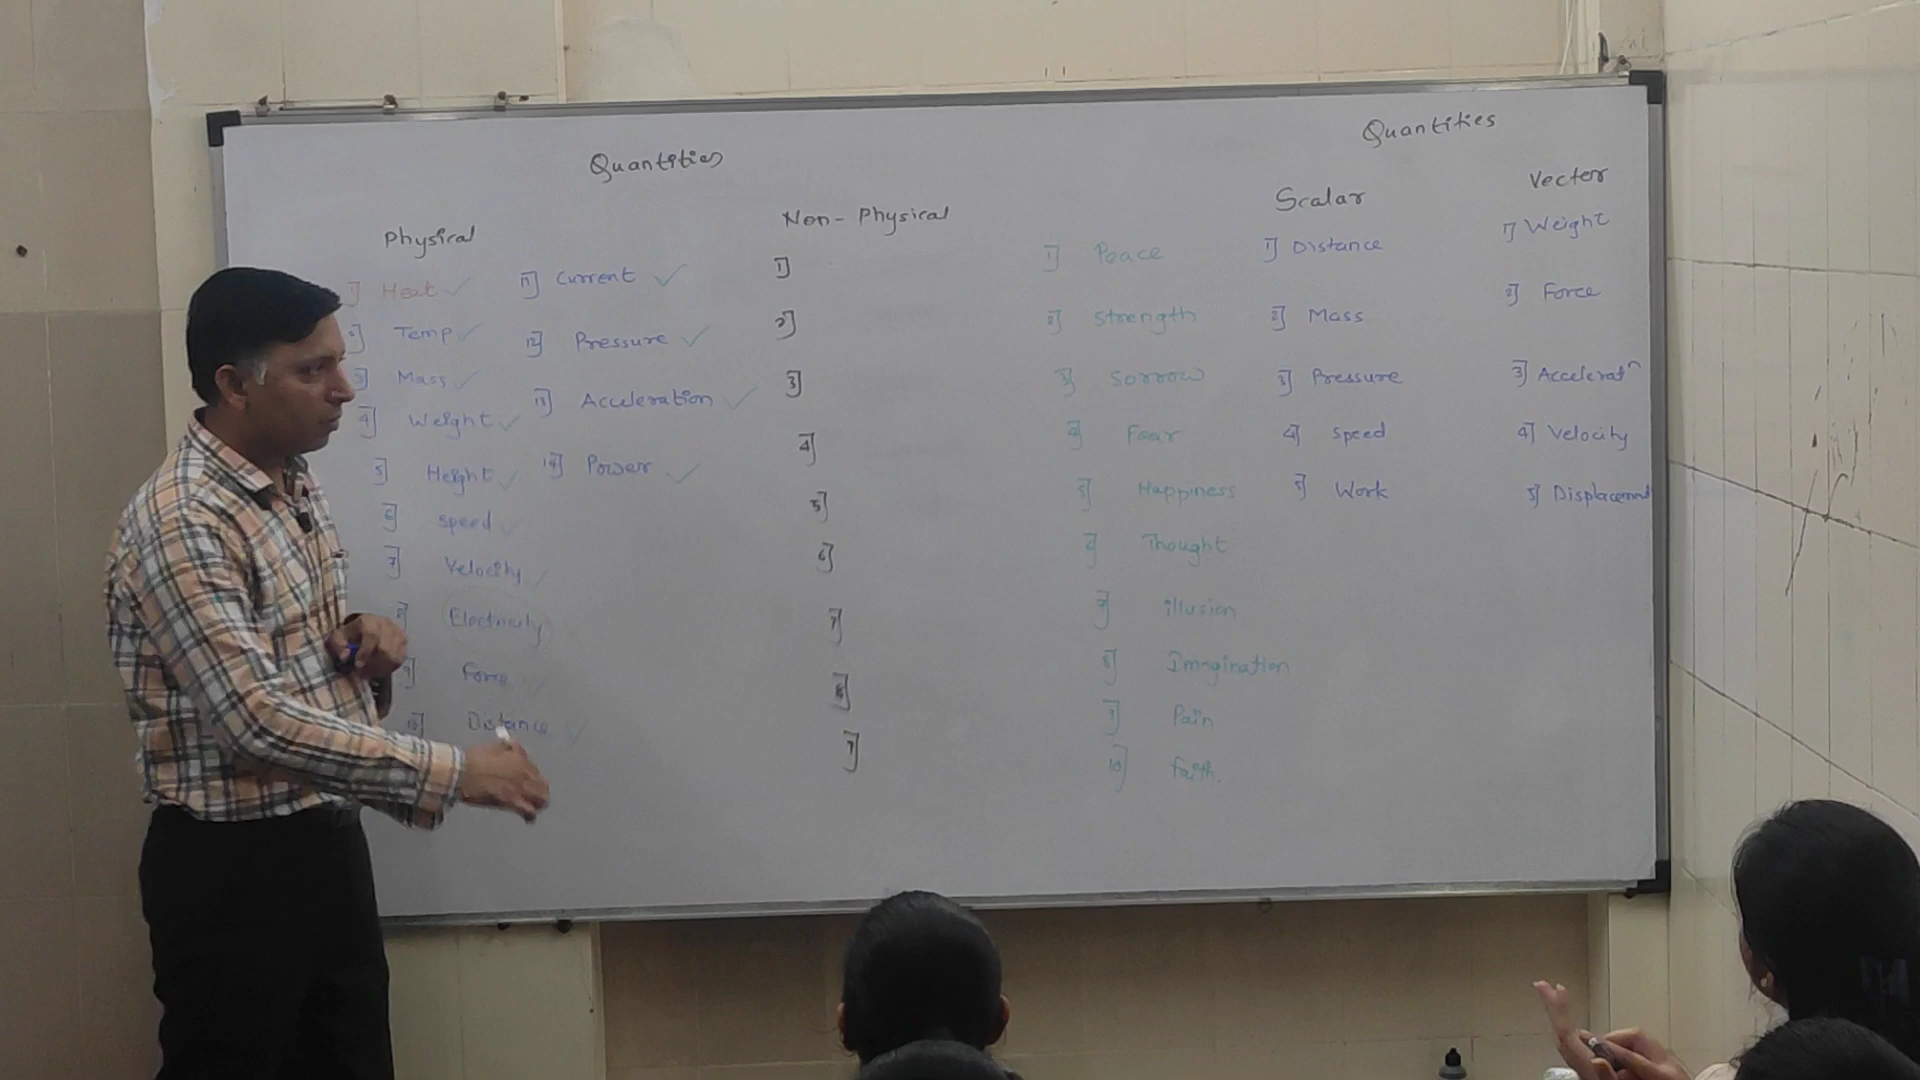 Quantities
Physical
1] Heat ✓
2] Temp ✓
3] Mass ✓
4] Weight ✓
5] Height ✓
6] speed ✓
7] Velocity ✓
8] Electricity
9] Force ✓
10] Distance ✓
11] Current ✓
12] Pressure ✓
13] Acceleration ✓
14] Power ✓
Non-Physical
1]
2]
3]
4]
5]
6]
7]
8]
9]
1] Peace
2] Strength
3] Sorrow
4] Fear
5] Happiness
6] Thought
7] illusion
8] Imagination
9] Pain
10] faith.
Quantities
Scalar
1] Distance
2] Mass
3] Pressure
4] speed
5] Work
Vector
1] Weight
2] Force
3] Acceleratn
4] Velocity
5] Displacemnt